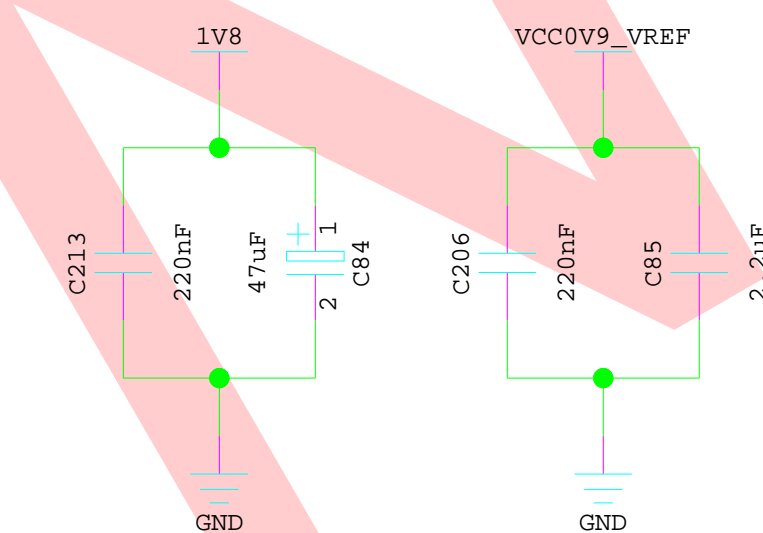 1V8
VCC0V9_VREF
C213
220nF
47uF
1
2
C84
C206
220nF
C85
GND
GND